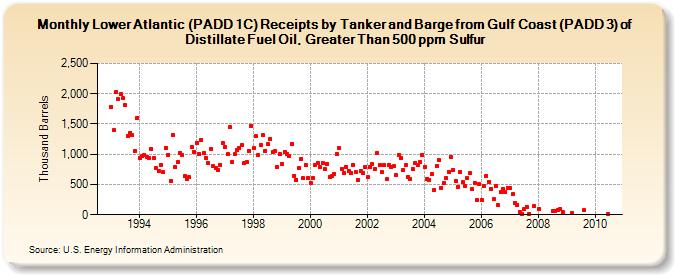 Monthly Lower Atlantic (PADD 1C) Receipts by Tanker and Barge from Gulf Coast (PADD 3) of
Distillate Fuel Oil, Greater Than 500 ppm Sulfur
Thousand Barrels
2,500
2,000
1,500
1,000
500
0
1994 1996 1998 2000 2002 2004 2006 2008 2010
Source: U.S. Energy Information Administration